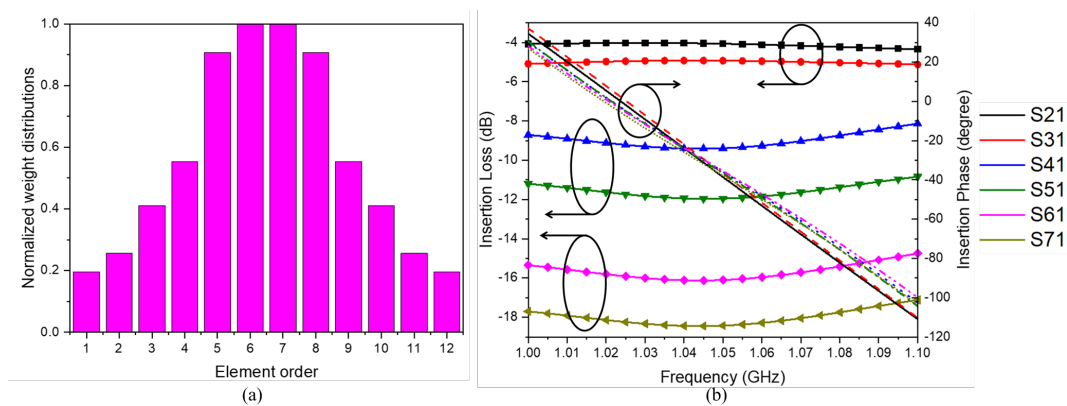 (a)
Normalized weight distributions
1.0
0.8
0.6
0.4
0.2
0.0
1 2 3 4 5 6 7 8 9 10 11 12
Element order
(b)
Insertion Loss (dB)
-4
-6
-8
-10
-12
-14
-16
-18
1.00 1.01 1.02 1.03 1.04 1.05 1.06 1.07 1.08 1.09 1.10
Frequency (GHz)
40
20
0
-20
-40
-60
-80
-100
-120
Insertion Phase (degree)
S21
S31
S41
S51
S61
S71
(a)
(b)